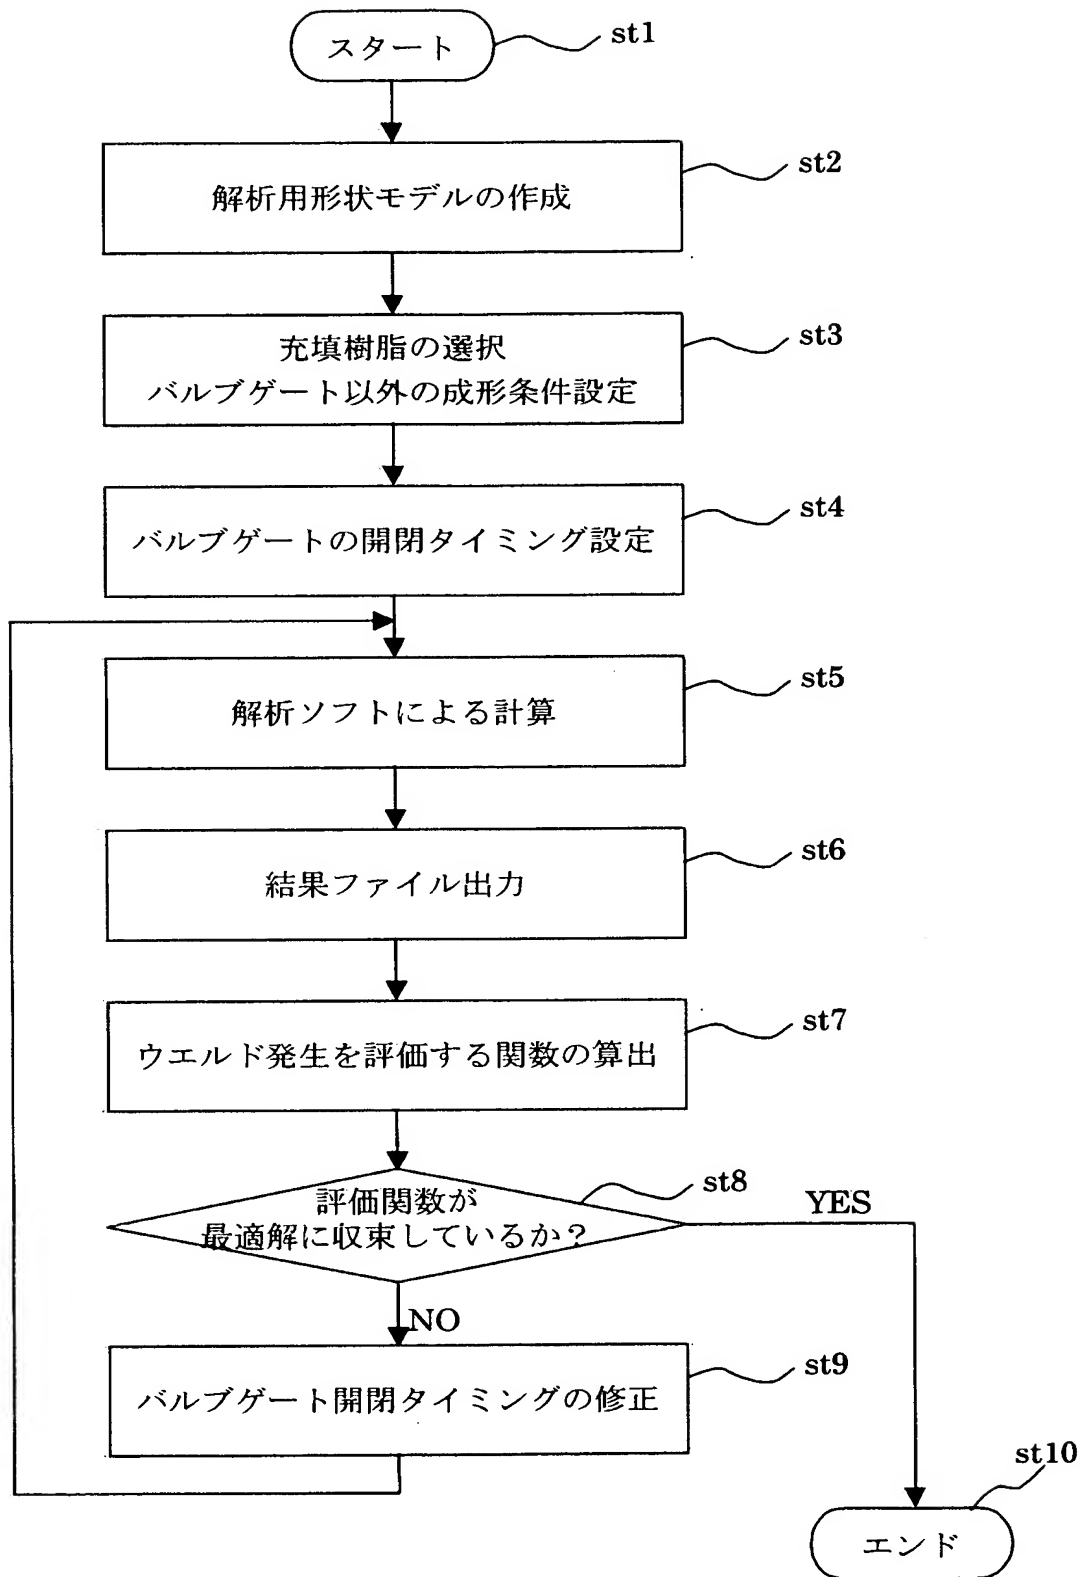 スタート
st1
解析用形状モデルの作成
st2
充填樹脂の選択
バルブゲート以外の成形条件設定
st3
バルブゲートの開閉タイミング設定
st4
解析ソフトによる計算
st5
結果ファイル出力
st6
ウエルド発生を評価する関数の算出
st7
評価関数が
最適解に収束しているか？
st8
YES
NO
バルブゲート開閉タイミングの修正
st9
st10
エンド